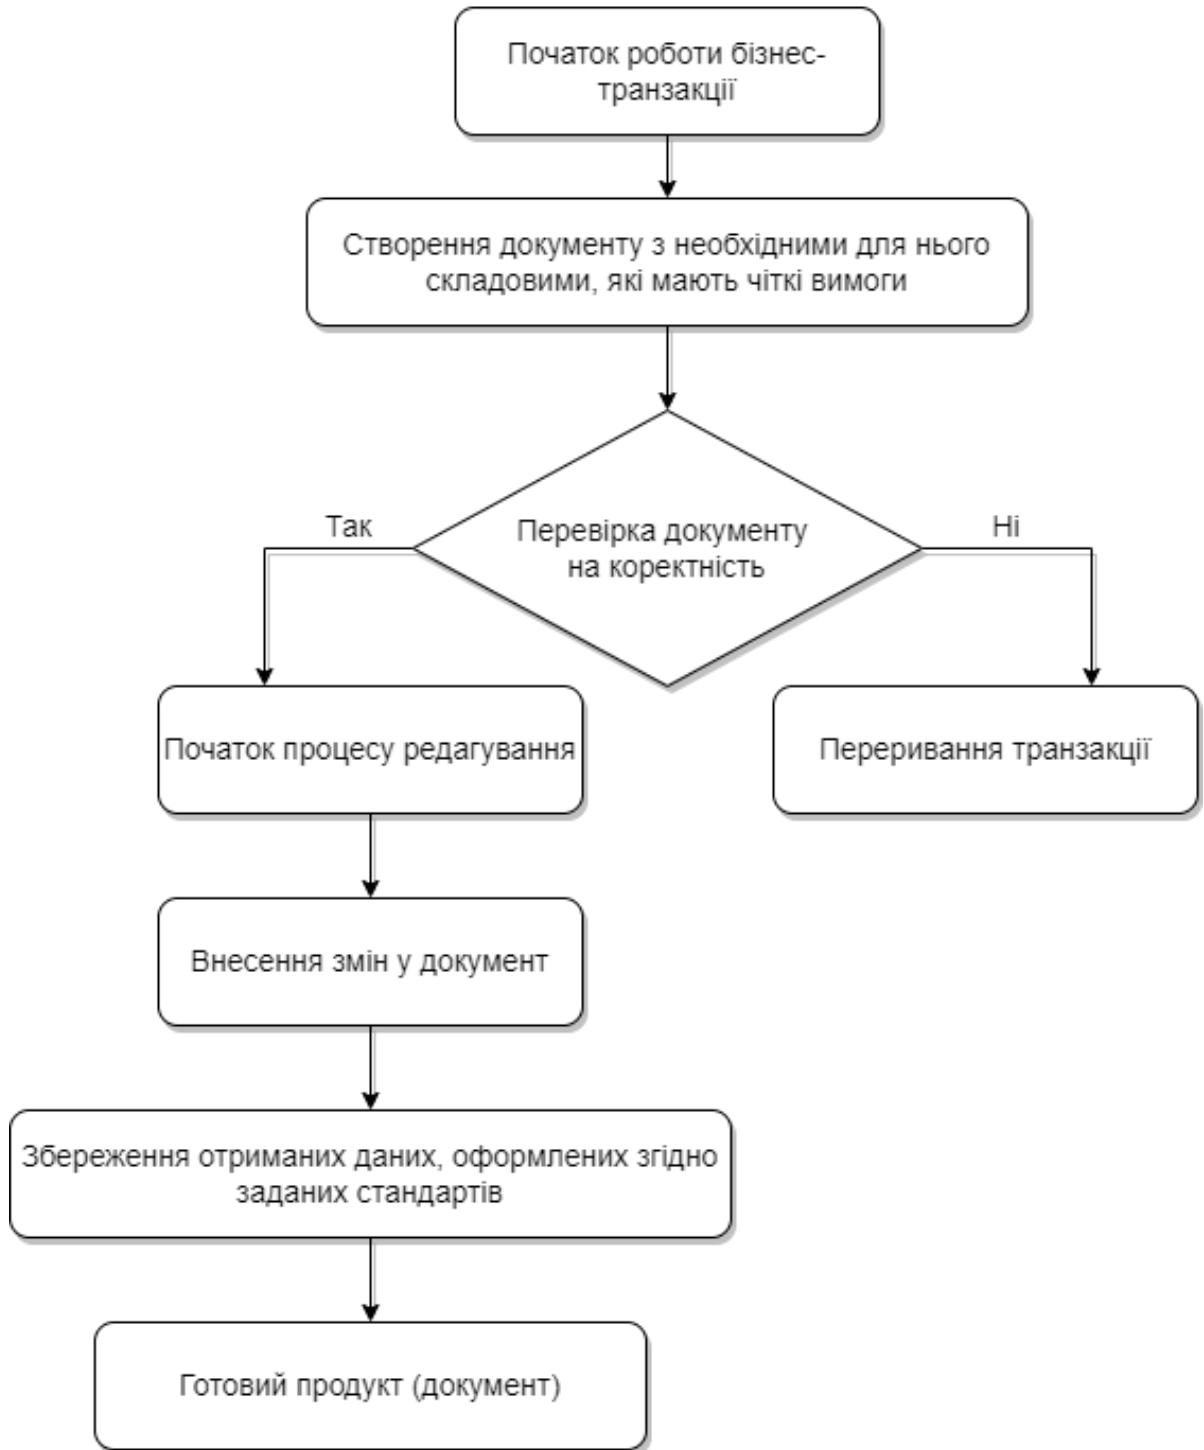 Початок роботи бізнес-
транзакції
Створення документу з необхідними для нього
складовими, які мають чіткі вимоги
Так
Перевірка документу
на коректність
Ні
Початок процесу редагування
Переривання транзакції
Внесення змін у документ
Збереження отриманих даних, оформлених згідно
заданих стандартів
Готовий продукт (документ)